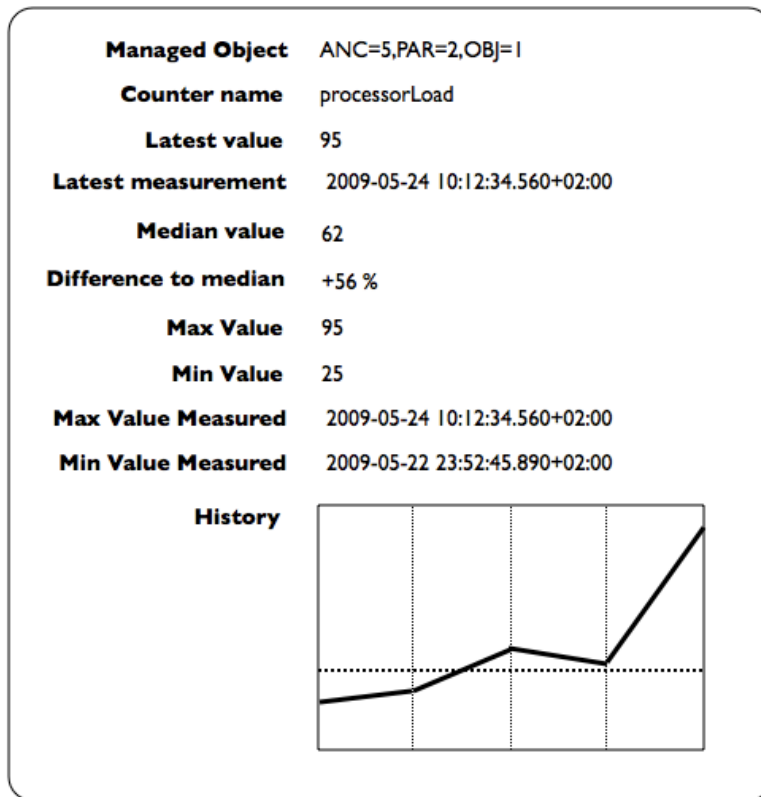 Managed Object ANC=5,PAR=2,OBJ=1
Counter name processorLoad
Latest value 95
Latest measurement 2009-05-24 10:12:34.560+02:00
Median value 62
Difference to median +56 %
Max Value 95
Min Value 25
Max Value Measured 2009-05-24 10:12:34.560+02:00
Min Value Measured 2009-05-22 23:52:45.890+02:00
History